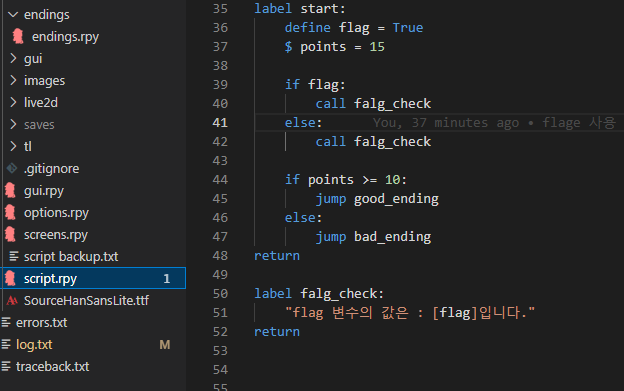 endings
endings.rpy
gui
images
live2d
saves
tl
.gitignore
gui.rpy
options.rpy
screens.rpy
script backup.txt
script.rpy 1
SourceHanSansLite.ttf
errors.txt
log.txt M
traceback.txt
35 label start:
36 define flag = True
37 $ points = 15
38
39 if flag:
40 call falg_check
41 else: You, 37 minutes ago • flage 사용
42 call falg_check
43
44 if points >= 10:
45 jump good_ending
46 else:
47 jump bad_ending
48 return
49
50 label falg_check:
51 "flag 변수의 값은 : [flag]입니다."
52 return
53
54
55